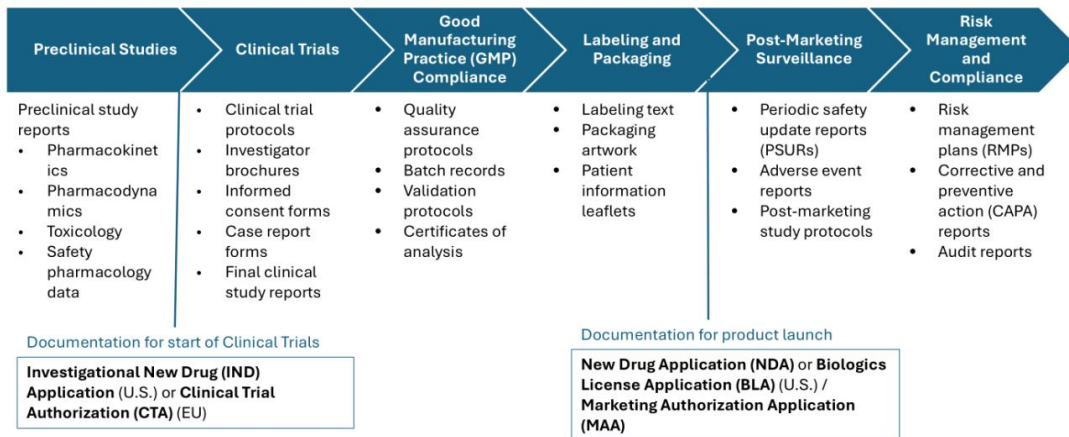 Preclinical Studies
Clinical Trials
Good
Manufacturing
Practice (GMP)
Compliance
Labeling and
Packaging
Post-Marketing
Surveillance
Risk
Management
and
Compliance
Preclinical study
reports
• Pharmacokinet
ics
• Pharmacodyna
mics
• Toxicology
• Safety
pharmacology
data
• Clinical trial
protocols
• Investigator
brochures
• Informed
consent forms
• Case report
forms
• Final clinical
study reports
• Quality
assurance
protocols
• Batch records
• Validation
protocols
• Certificates of
analysis
• Labeling text
• Packaging
artwork
• Patient
information
leaflets
• Periodic safety
update reports
(PSURs)
• Adverse event
reports
• Post-marketing
study protocols
• Risk
management
plans (RMPs)
• Corrective and
preventive
action (CAPA)
reports
• Audit reports
Documentation for start of Clinical Trials
Investigational New Drug (IND)
Application (U.S.) or Clinical Trial
Authorization (CTA) (EU)
Documentation for product launch
New Drug Application (NDA) or Biologics
License Application (BLA) (U.S.) /
Marketing Authorization Application
(MAA)